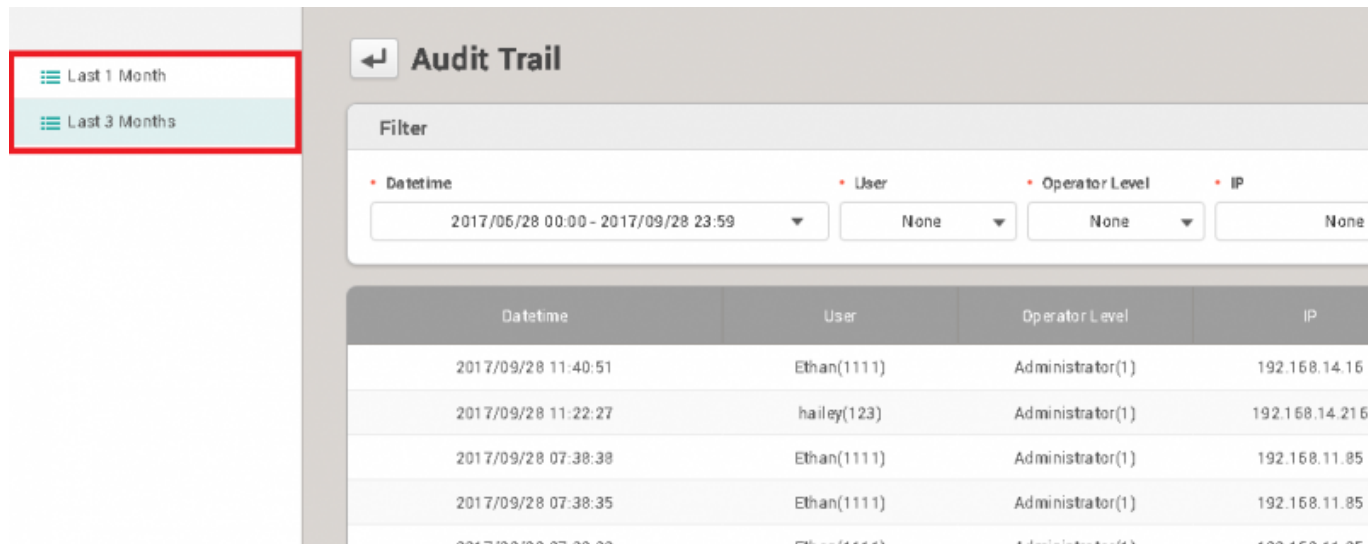 Last 1 Month
Last 3 Months
Audit Trail
Filter
• Datetime • User • Operator Level • IP
2017/06/28 00:00 - 2017/09/28 23:59 None None None
Datetime User Operator Level IP
2017/09/28 11:40:51 Ethan(1111) Administrator(1) 192.168.14.16
2017/09/28 11:22:27 hailey(123) Administrator(1) 192.168.14.216
2017/09/28 07:38:38 Ethan(1111) Administrator(1) 192.168.11.85
2017/09/28 07:38:35 Ethan(1111) Administrator(1) 192.168.11.85